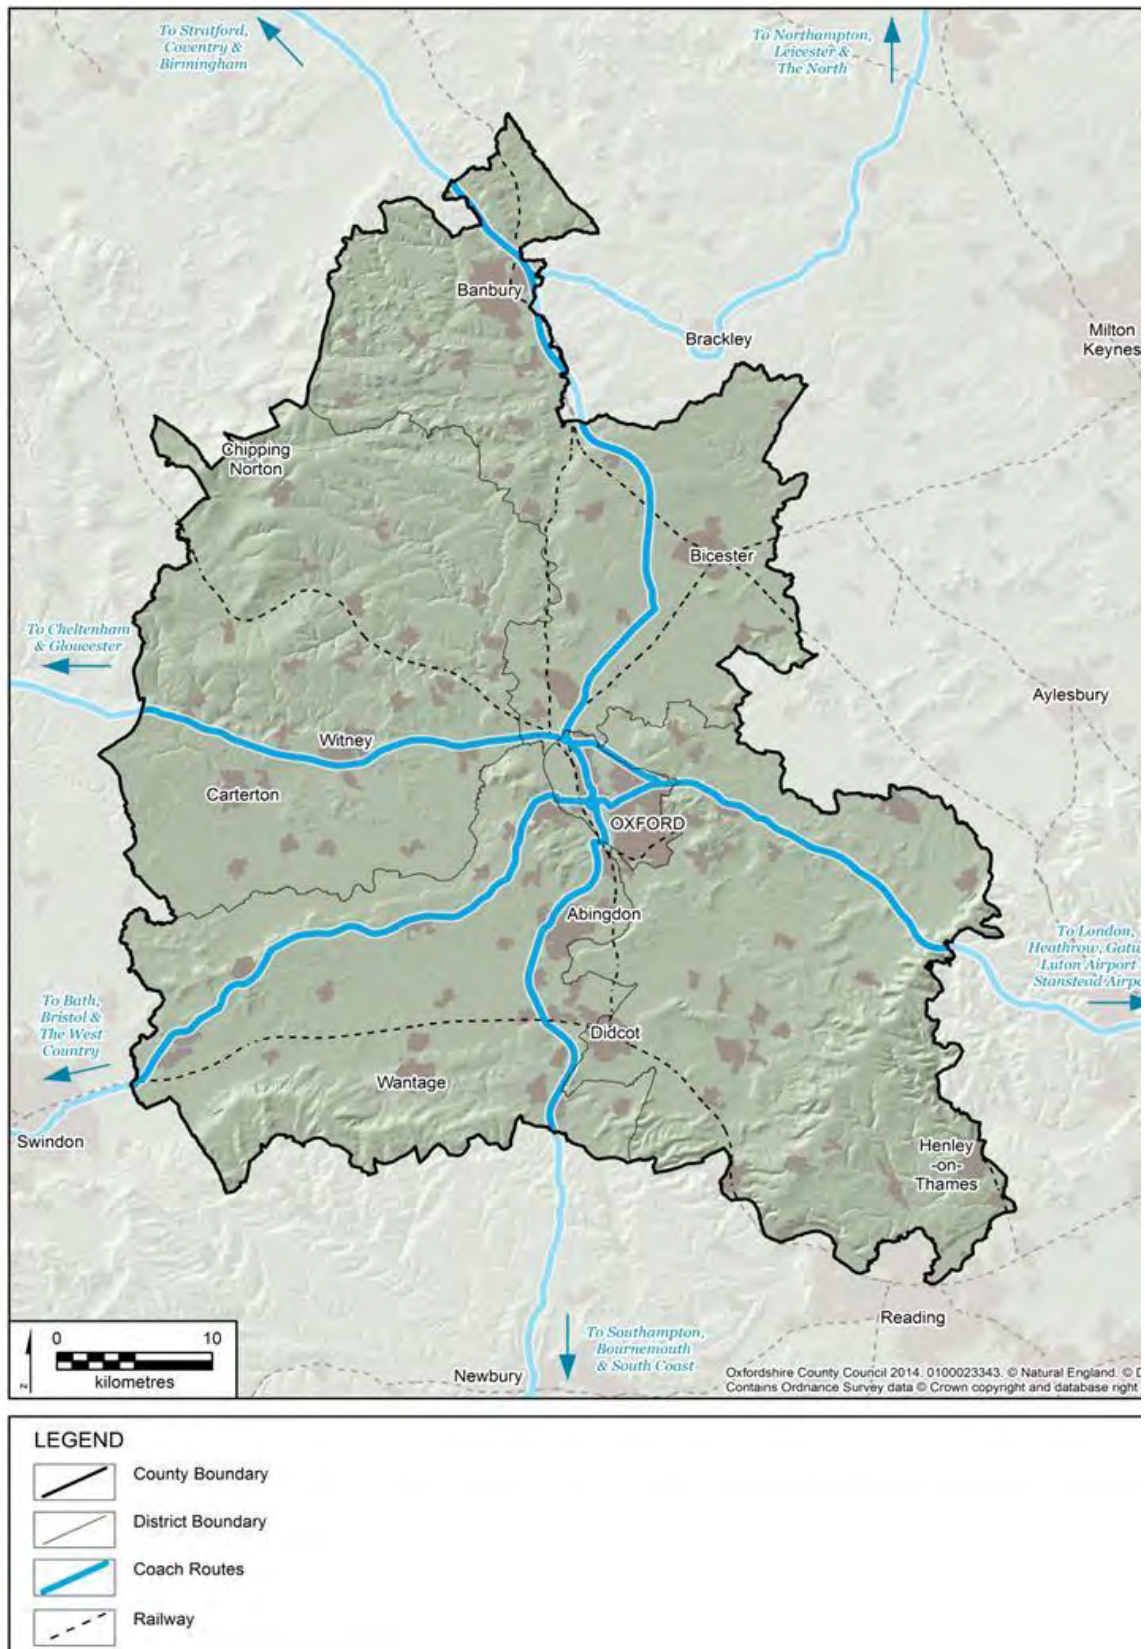 To Stratford,
Coventry &
Birmingham
To Northampton,
Leicester &
The North
Banbury
Brackley
Milton
Keynes
Chipping
Norton
Bicester
To Cheltenham
& Gloucester
Aylesbury
Witney
Carterton
OXFORD
Abingdon
To London,
Heathrow, Gatw
Luton Airport
Stanstead Airpo
To Bath,
Bristol &
The West
Country
Didcot
Wantage
Swindon
Henley
-on-
Thames
Reading
To Southampton,
Bournemouth
& South Coast
Newbury
0 10
kilometres
N
Oxfordshire County Council 2014. 0100023343. © Natural England. © D
Contains Ordnance Survey data © Crown copyright and database right
LEGEND
County Boundary
District Boundary
Coach Routes
Railway